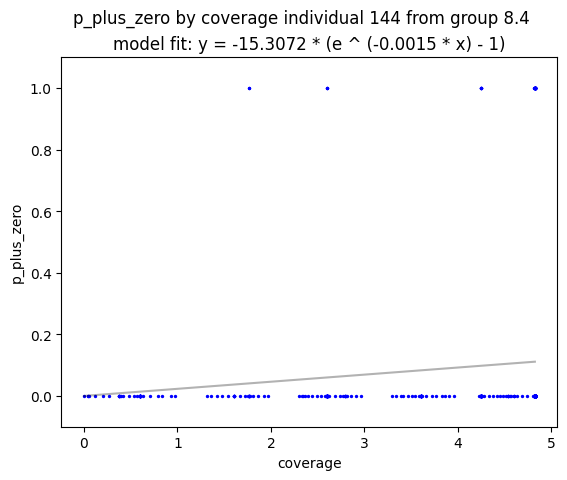 p_plus_zero by coverage individual 144 from group 8.4
model fit: y = -15.3072 * (e ^ (-0.0015 * x) - 1)
1.0
0.8
0.6
0.4
0.2
0.0
p_plus_zero
0 1 2 3 4 5
coverage